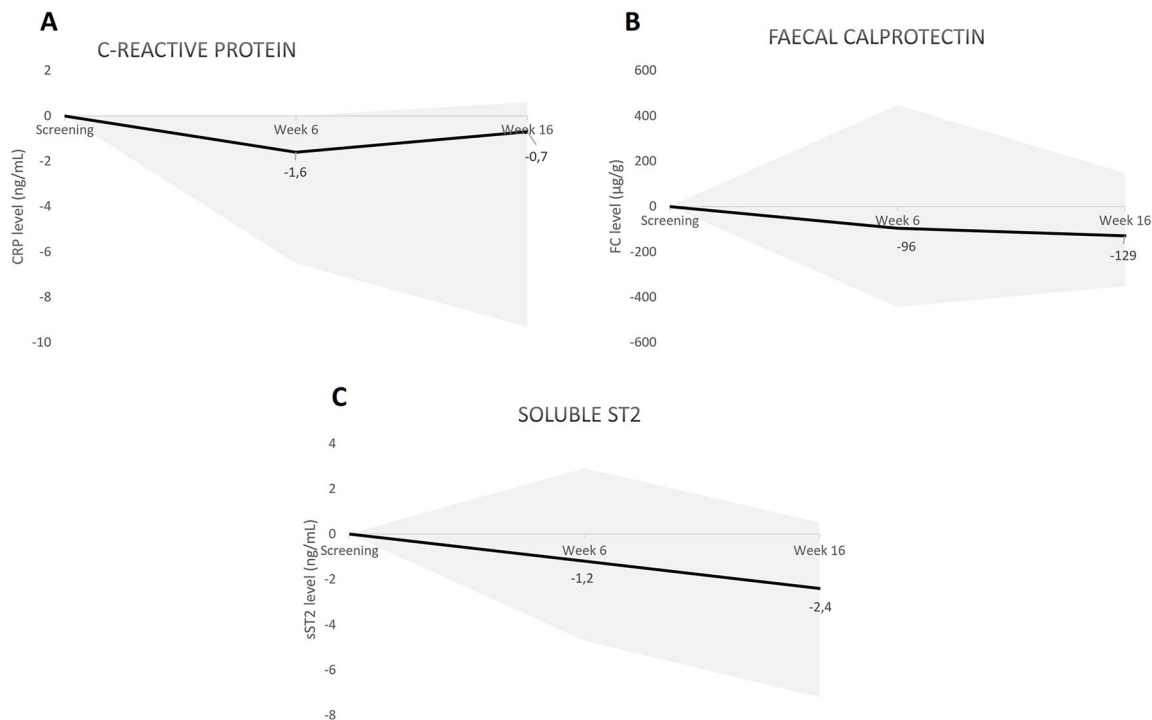 A
C-REACTIVE PROTEIN
2
0
-2
-4
-6
-8
-10
CRP level (ng/mL)
Screening
Week 6
Week 16
-1,6
-0,7
B
FAECAL CALPROTECTIN
600
400
200
0
-200
-400
-600
FC level (µg/g)
Screening
Week 6
Week 16
-96
-129
C
SOLUBLE ST2
4
2
0
-2
-4
-6
-8
sST2 level (ng/mL)
Screening
Week 6
Week 16
-1,2
-2,4